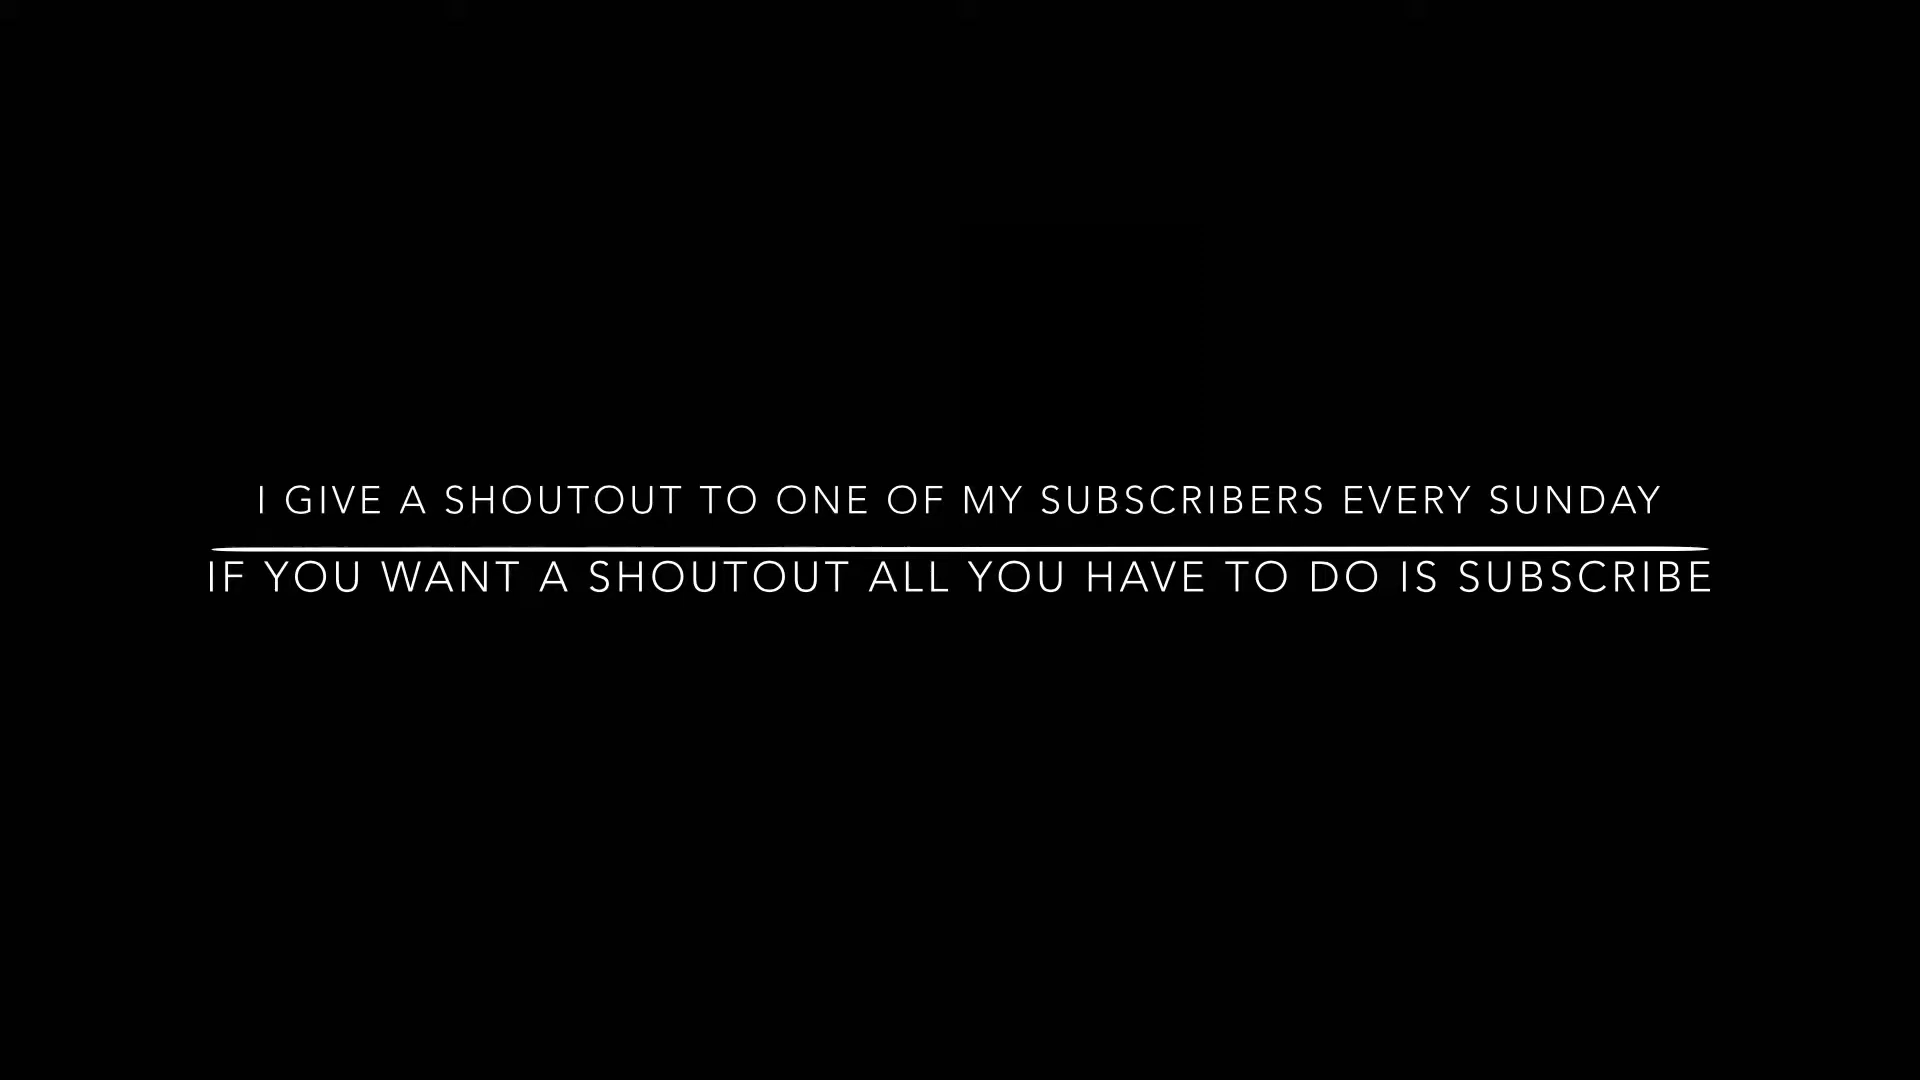 I GIVE A SHOUTOUT TO ONE OF MY SUBSCRIBERS EVERY SUNDAY
IF YOU WANT A SHOUTOUT ALL YOU HAVE TO DO IS SUBSCRIBE